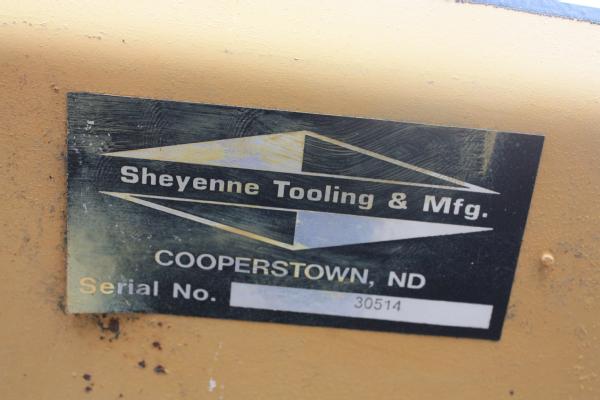 Sheyenne Tooling & Mfg.
COOPERSTOWN, ND
Serial No. 30514